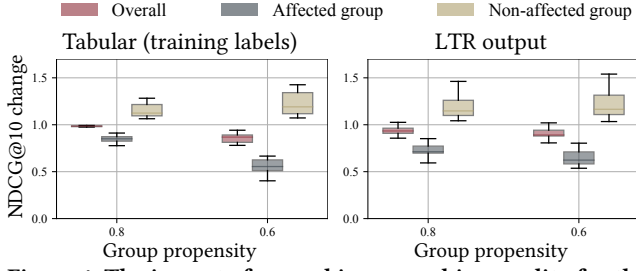 Overall Affected group Non-affected group
Tabular (training labels) LTR output
NDCG@10 change
1.5 1.5
1.0 1.0
0.5 0.5
0.0 0.0
0.8 0.6 0.8 0.6
Group propensity Group propensity